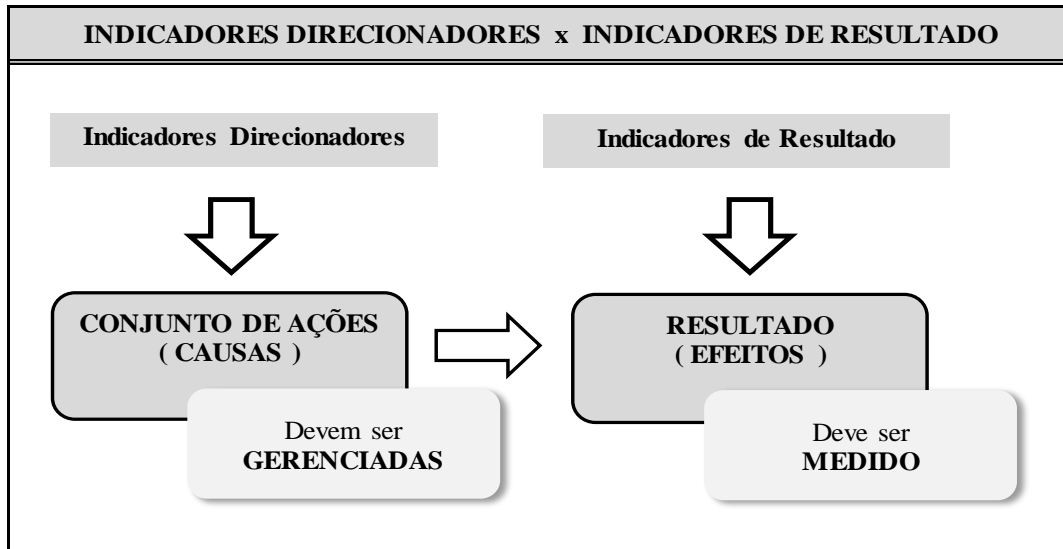 INDICADORES DIRECIONADORES x INDICADORES DE RESULTADO
Indicadores Direcionadores
CONJUNTO DE AÇÕES
( CAUSAS )
Devem ser
GERENCIADAS
Indicadores de Resultado
RESULTADO
( EFEITOS )
Deve ser
MEDIDO